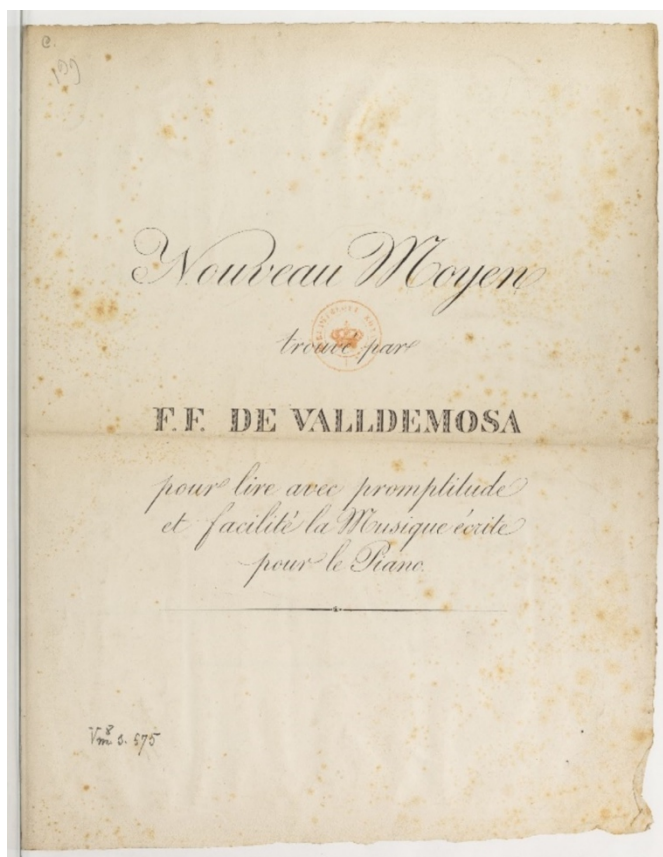 C.
199
Nouveau Moyen
trouvé par
F. F. DE VALLDEMOSA
pour lire avec promptitude
et facilité la Musique écrite
pour le Piano.
Vm⁸ s. 575